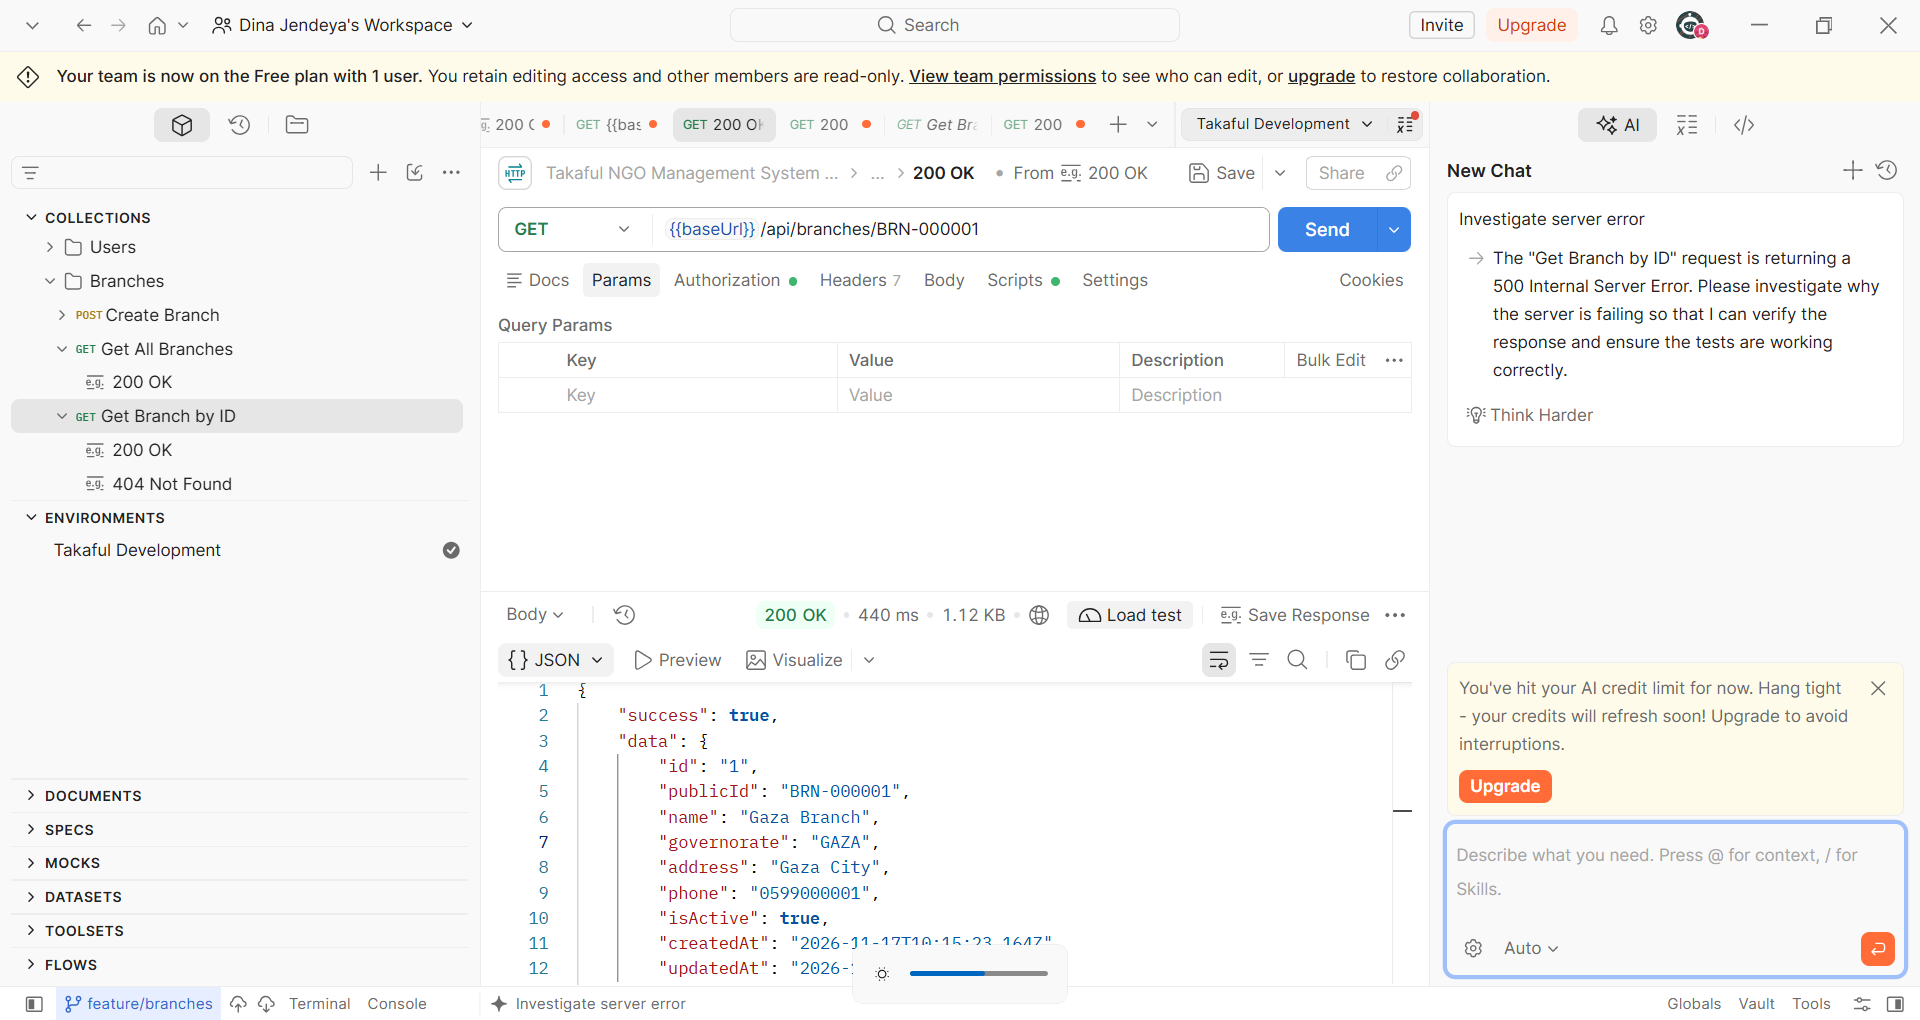 Dina Jendeya's Workspace
Search
Invite
Upgrade
Your team is now on the Free plan with 1 user. You retain editing access and other members are read-only. View team permissions to see who can edit, or upgrade to restore collaboration.
COLLECTIONS
Users
Branches
POST Create Branch
GET Get All Branches
e.g. 200 OK
GET Get Branch by ID
e.g. 200 OK
e.g. 404 Not Found
ENVIRONMENTS
Takaful Development
DOCUMENTS
SPECS
MOCKS
DATASETS
TOOLSETS
FLOWS
200
GET {{bas
GET 200 O
GET 200
GET Get Bra
GET 200
Takaful Development
HTTP Takaful NGO Management System ... > ... > 200 OK • From e.g. 200 OK
Save
Share
GET
{{baseUrl}}/api/branches/BRN-000001
Send
Docs Params Authorization Headers 7 Body Scripts Settings Cookies
Query Params
Key Value Description Bulk Edit
Key Value Description
Body
200 OK • 440 ms • 1.12 KB
Load test
e.g. Save Response
{} JSON Preview Visualize
1 {
2 "success": true,
3 "data": {
4 "id": "1",
5 "publicId": "BRN-000001",
6 "name": "Gaza Branch",
7 "governorate": "GAZA",
8 "address": "Gaza City",
9 "phone": "0599000001",
10 "isActive": true,
11 "createdAt": "2026-11-17T10:15:23.164Z"
12 "updatedAt": "2026-
AI
New Chat
Investigate server error
The "Get Branch by ID" request is returning a
500 Internal Server Error. Please investigate why
the server is failing so that I can verify the
response and ensure the tests are working
correctly.
Think Harder
You've hit your AI credit limit for now. Hang tight
- your credits will refresh soon! Upgrade to avoid
interruptions.
Upgrade
Describe what you need. Press @ for context, / for
Skills.
Auto
feature/branches
Terminal
Console
Investigate server error
Globals
Vault
Tools